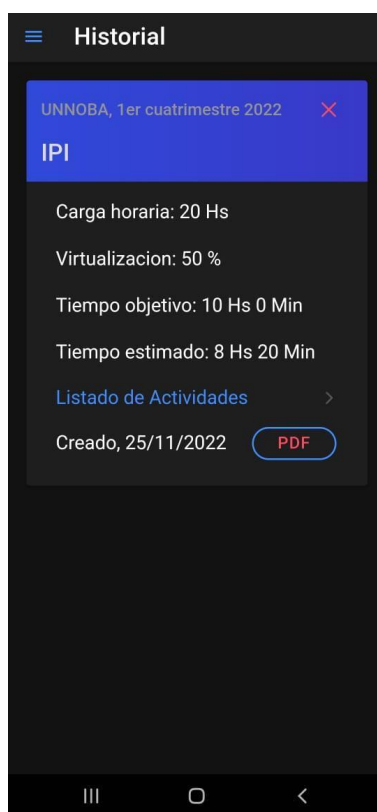 Historial
UNNOBA, 1er cuatrimestre 2022
IPI
Carga horaria: 20 Hs
Virtualizacion: 50 %
Tiempo objetivo: 10 Hs 0 Min
Tiempo estimado: 8 Hs 20 Min
Listado de Actividades
Creado, 25/11/2022 PDF